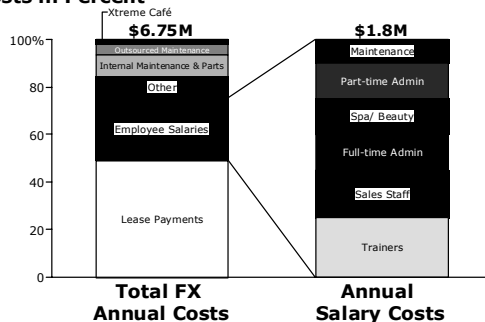 Costs in Percent
Xtreme Café
$6.75M
$1.8M
100%
80
60
40
20
0
Outsourced Maintenance
Internal Maintenance & Parts
Other
Employee Salaries
Lease Payments
Maintenance
Part-time Admin
Spa/ Beauty
Full-time Admin
Sales Staff
Trainers
Total FX
Annual Costs
Annual
Salary Costs